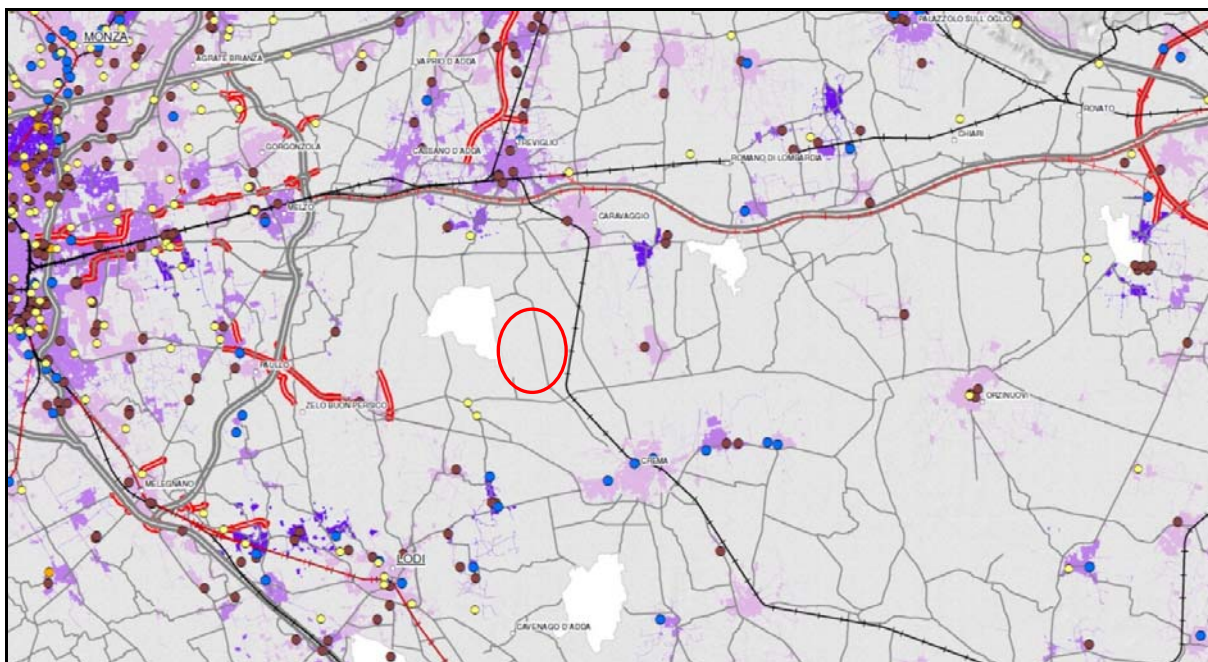 PALAZZOLO SULL'OGLIO
MONZA
AGRATE BRIANZA
VAPRIO D'ADDA
ROVATO
CHIARI
GORGONZOLA
CASSANO D'ADDA
TREVIGLIO
ROMANO DI LOMBARDIA
MELZO
CARAVAGGIO
PAULLO
ZELO BUON PERSICO
ORZINUOVI
CREMA
MELEGNANO
LODI
CAVENAGO D'ADDA